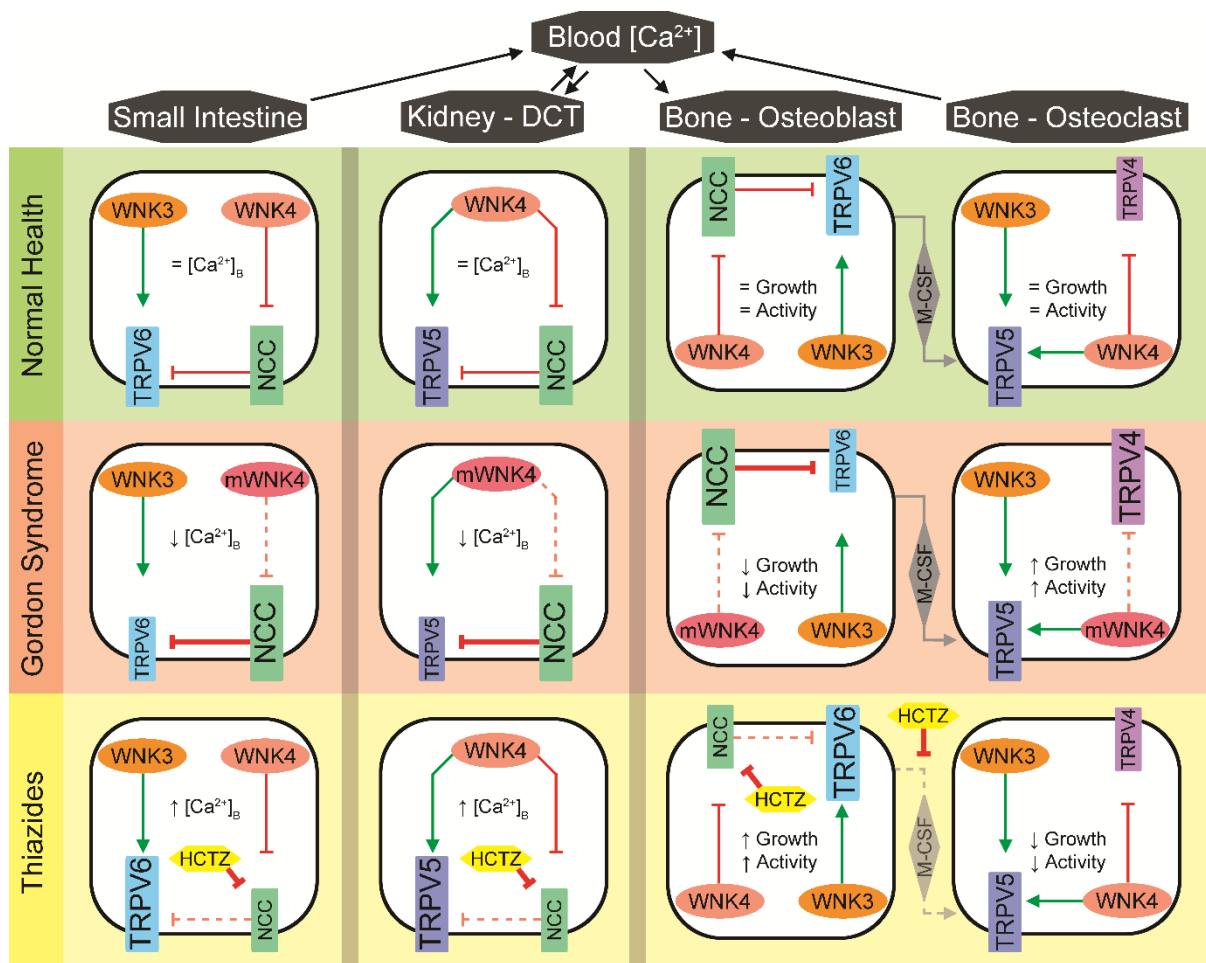 Blood [Ca²⁺]
Small Intestine
Kidney - DCT
Bone - Osteoblast
Bone - Osteoclast
Normal Health
WNK3
WNK4
= [Ca²⁺]B
TRPV6
NCC
WNK4
= [Ca²⁺]B
TRPV5
NCC
NCC
TRPV6
= Growth
= Activity
WNK4
WNK3
M-CSF
TRPV4
WNK3
= Growth
= Activity
TRPV5
WNK4
Gordon Syndrome
WNK3
mWNK4
↓ [Ca²⁺]B
TRPV6
NCC
mWNK4
↓ [Ca²⁺]B
TRPV5
NCC
NCC
TRPV6
↓ Growth
↓ Activity
mWNK4
WNK3
M-CSF
TRPV4
WNK3
↑ Growth
↑ Activity
TRPV5
mWNK4
Thiazides
WNK3
WNK4
↑ [Ca²⁺]B
HCTZ
TRPV6
NCC
WNK4
↑ [Ca²⁺]B
HCTZ
TRPV5
NCC
NCC
TRPV6
HCTZ
↑ Growth
↑ Activity
WNK4
WNK3
HCTZ
M-CSF
TRPV4
WNK3
↓ Growth
↓ Activity
TRPV5
WNK4